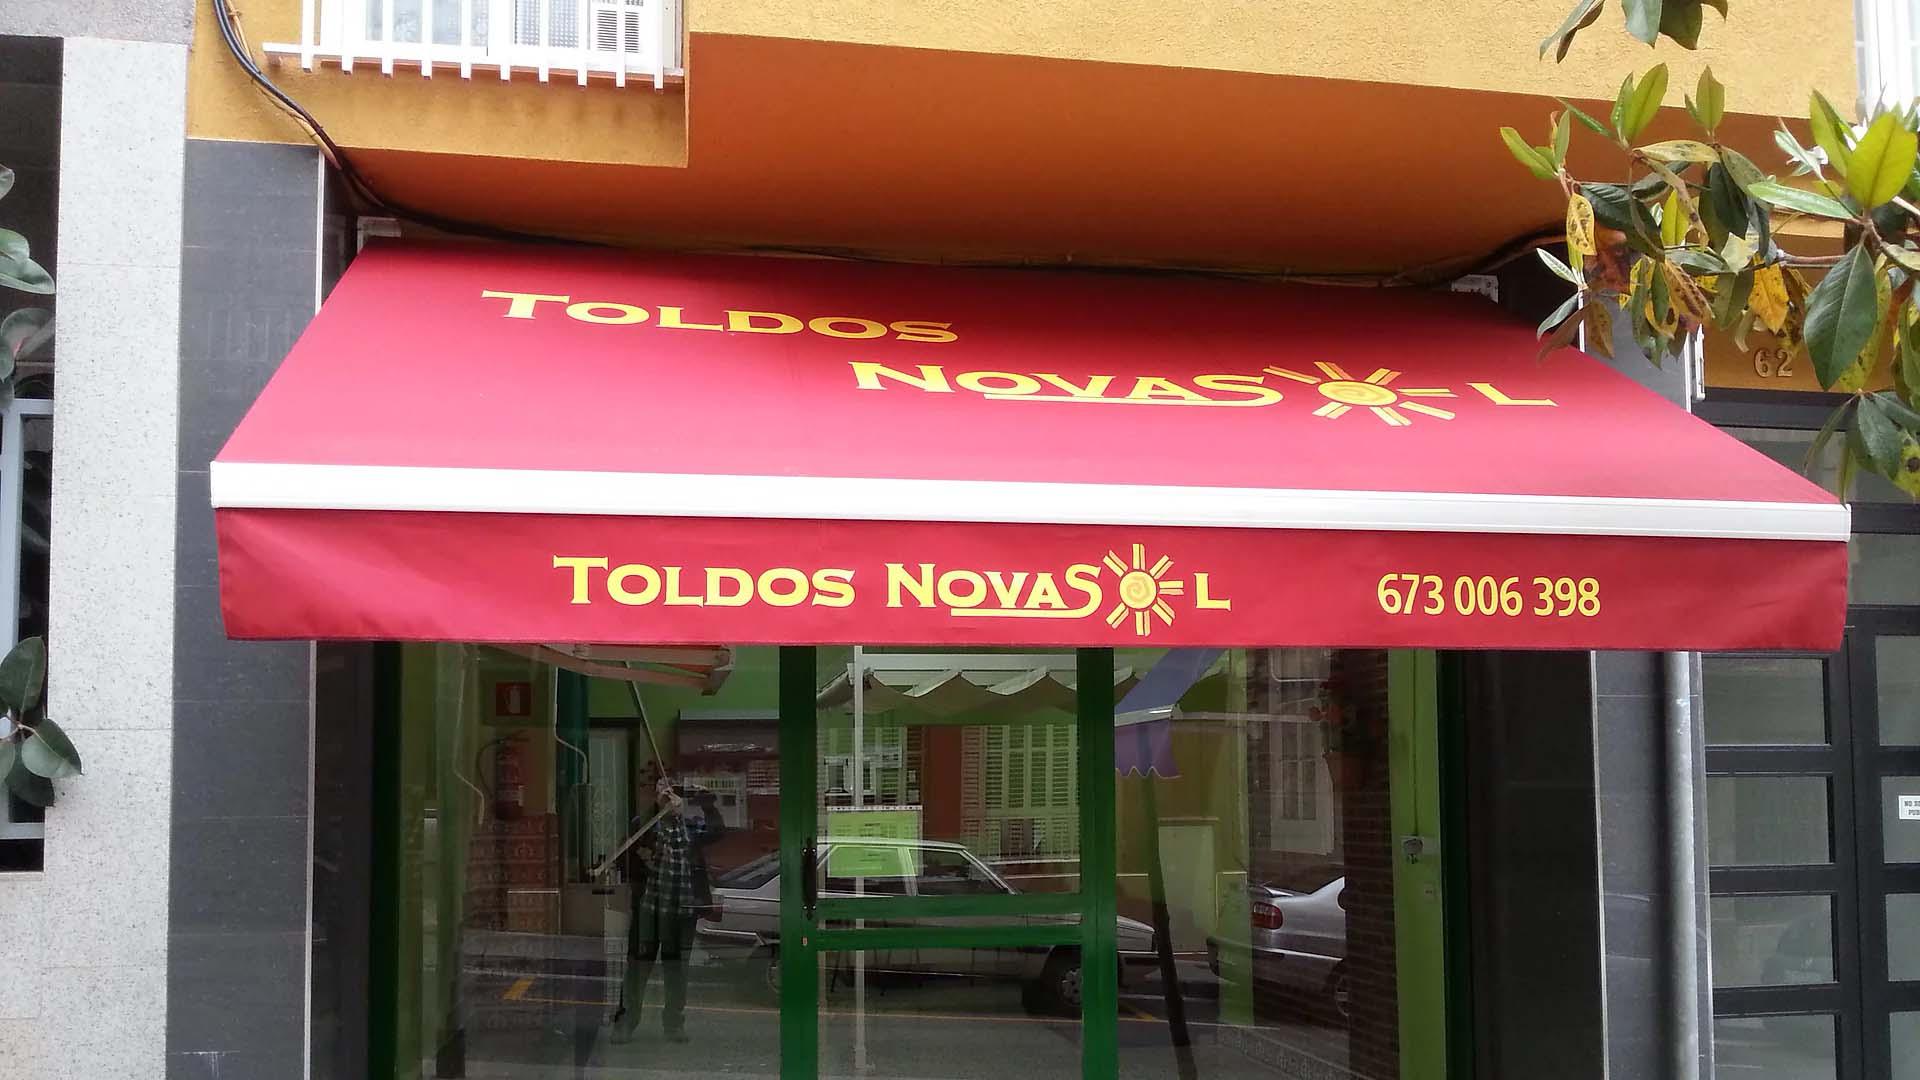 TOLDOS
NOVASOL
62
TOLDOS NOVASOL 673 006 398